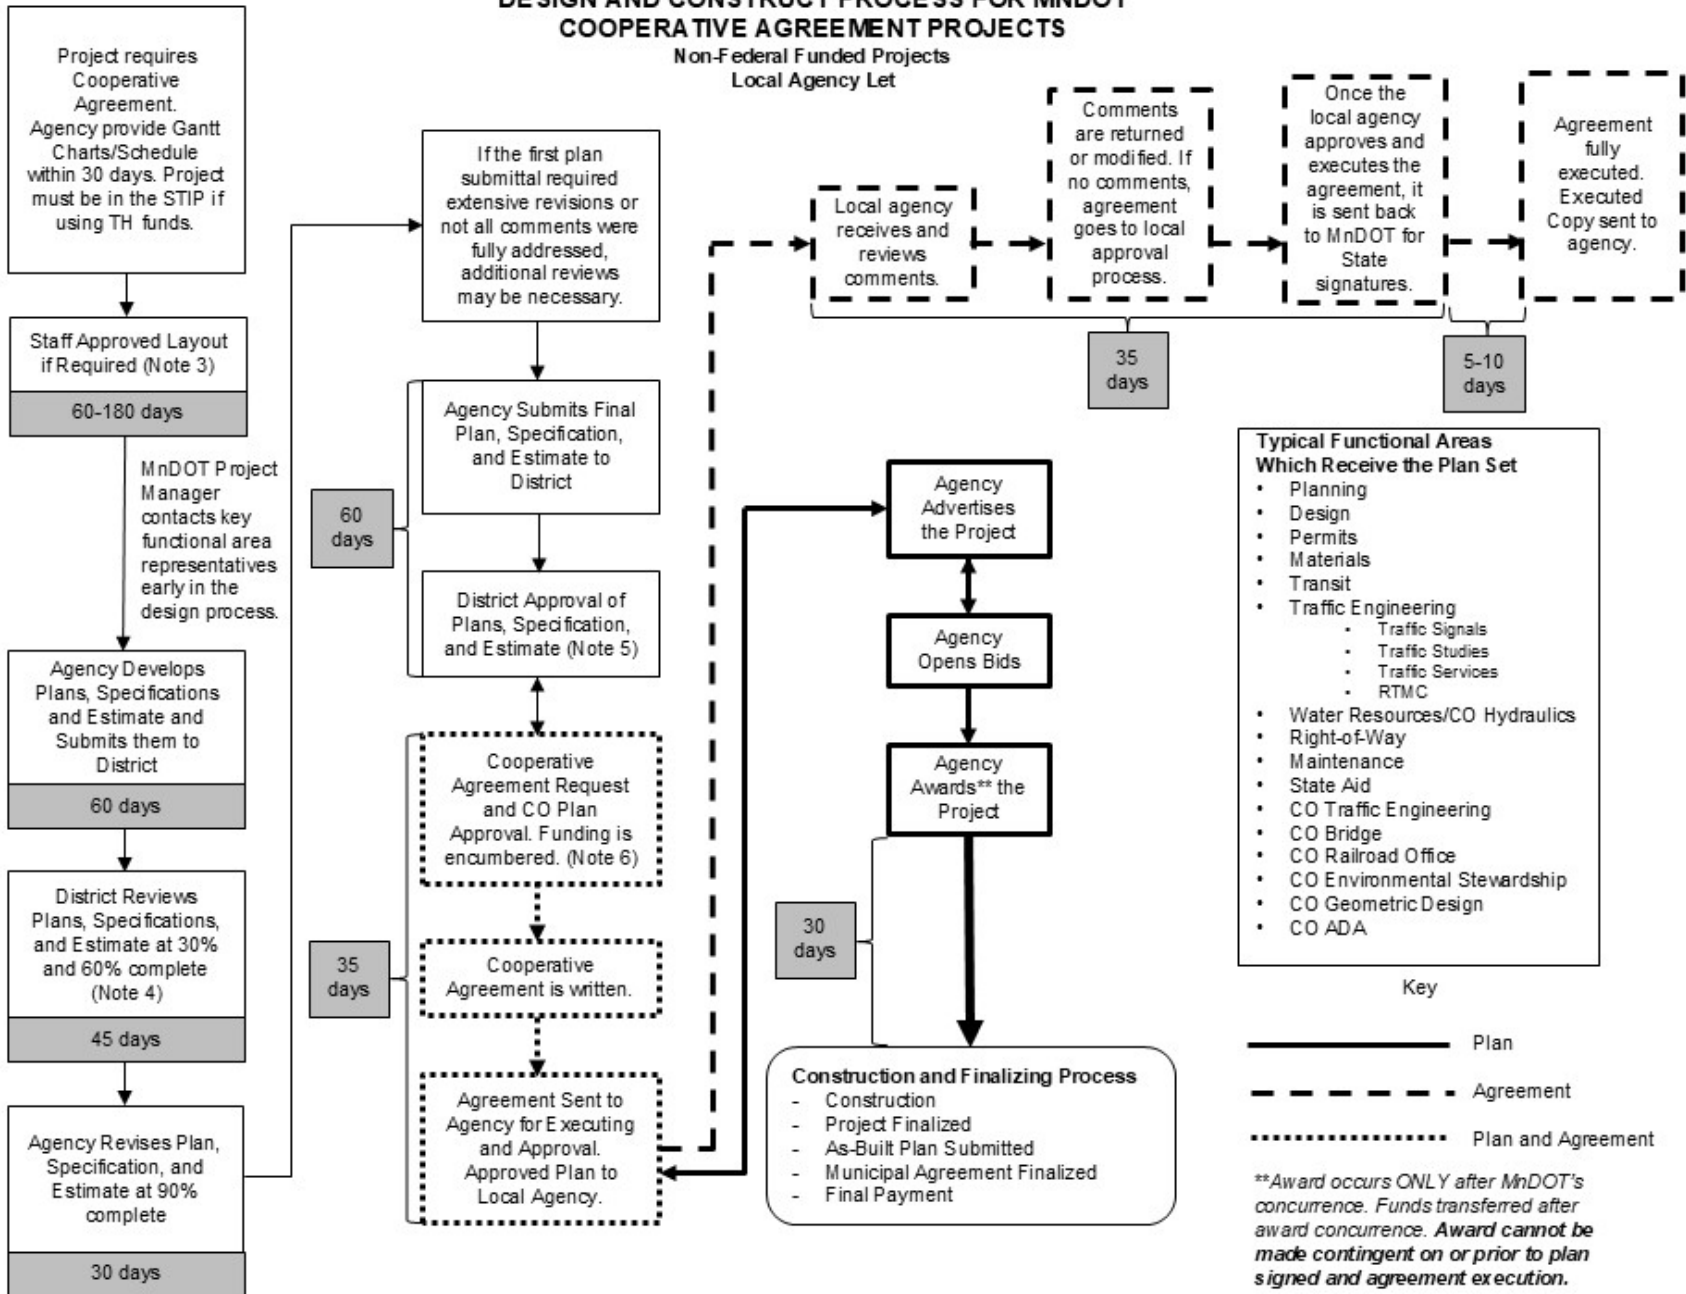 DESIGN AND CONSTRUCT PROCESS FOR MNDOT
COOPERATIVE AGREEMENT PROJECTS
Non-Federal Funded Projects
Local Agency Let
Project requires
Cooperative
Agreement.
Agency provide Gantt
Charts/Schedule
within 30 days. Project
must be in the STIP if
using TH funds.
Staff Approved Layout
if Required (Note 3)
60-180 days
MnDOT Project
Manager
contacts key
functional area
representatives
early in the
design process.
Agency Develops
Plans, Specifications
and Estimate and
Submits them to
District
60 days
District Reviews
Plans, Specifications,
and Estimate at 30%
and 60% complete
(Note 4)
45 days
Agency Revises Plan,
Specification, and
Estimate at 90%
complete
30 days
If the first plan
submittal required
extensive revisions or
not all comments were
fully addressed,
additional reviews
may be necessary.
Agency Submits Final
Plan, Specification,
and Estimate to
District
60
days
District Approval of
Plans, Specification,
and Estimate (Note 5)
Cooperative
Agreement Request
and CO Plan
Approval. Funding is
encumbered. (Note 6)
35
days
Cooperative
Agreement is written.
Agreement Sent to
Agency for Executing
and Approval.
Approved Plan to
Local Agency.
Local agency
receives and
reviews
comments.
Comments
are returned
or modified. If
no comments,
agreement
goes to local
approval
process.
Once the
local agency
approves and
executes the
agreement, it
is sent back
to MnDOT for
State
signatures.
Agreement
fully
executed.
Executed
Copy sent to
agency.
35
days
5-10
days
Agency
Advertises
the Project
Agency
Opens Bids
Agency
Awards** the
Project
30
days
Construction and Finalizing Process
- Construction
- Project Finalized
- As-Built Plan Submitted
- Municipal Agreement Finalized
- Final Payment
Typical Functional Areas
Which Receive the Plan Set
• Planning
• Design
• Permits
• Materials
• Transit
• Traffic Engineering
• Traffic Signals
• Traffic Studies
• Traffic Services
• RTMC
• Water Resources/CO Hydraulics
• Right-of-Way
• Maintenance
• State Aid
• CO Traffic Engineering
• CO Bridge
• CO Railroad Office
• CO Environmental Stewardship
• CO Geometric Design
• CO ADA
Key
Plan
Agreement
Plan and Agreement
**Award occurs ONLY after MnDOT's
concurrence. Funds transferred after
award concurrence. Award cannot be
made contingent on or prior to plan
signed and agreement execution.